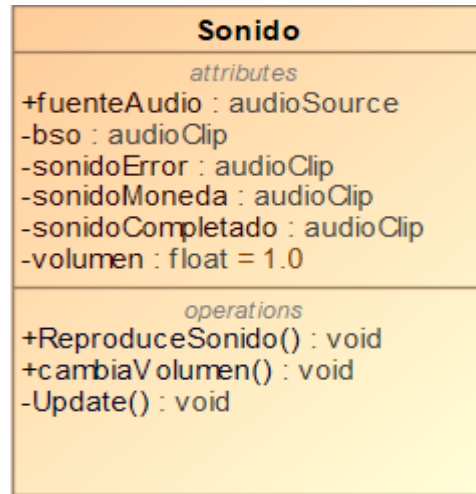 Sonido
attributes
+fuenteAudio : audioSource
-bso : audioClip
-sonidoError : audioClip
-sonidoMoneda : audioClip
-sonidoCompletado : audioClip
-volumen : float = 1.0
operations
+ReproduceSonido() : void
+cambiaVolumen() : void
-Update() : void